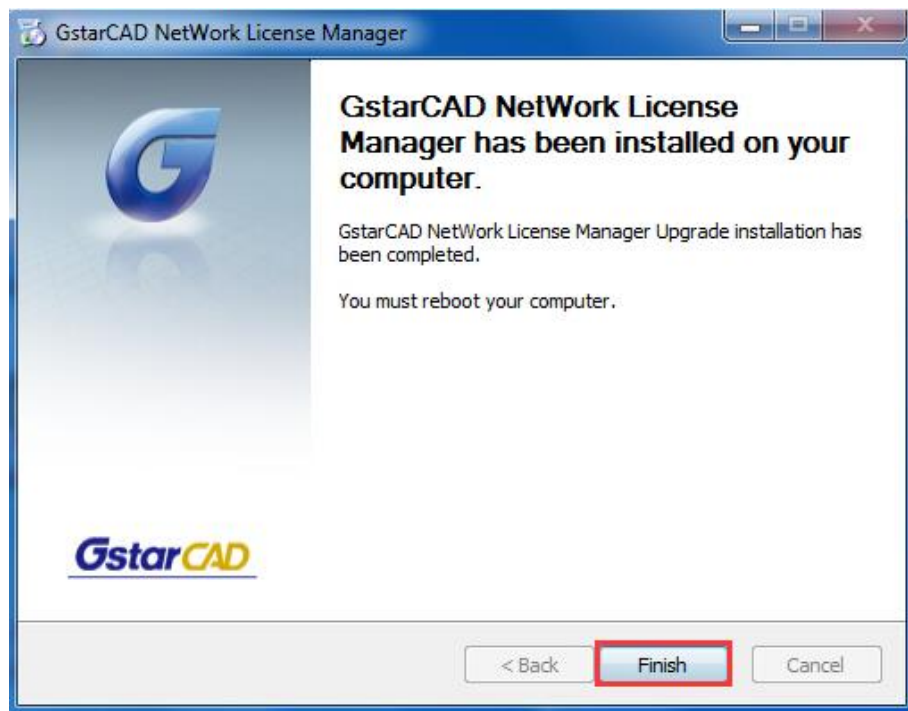 GstarCAD NetWork License Manager
GstarCAD NetWork License
Manager has been installed on your
computer.
GstarCAD NetWork License Manager Upgrade installation has
been completed.
You must reboot your computer.
GstarCAD
< Back
Finish
Cancel